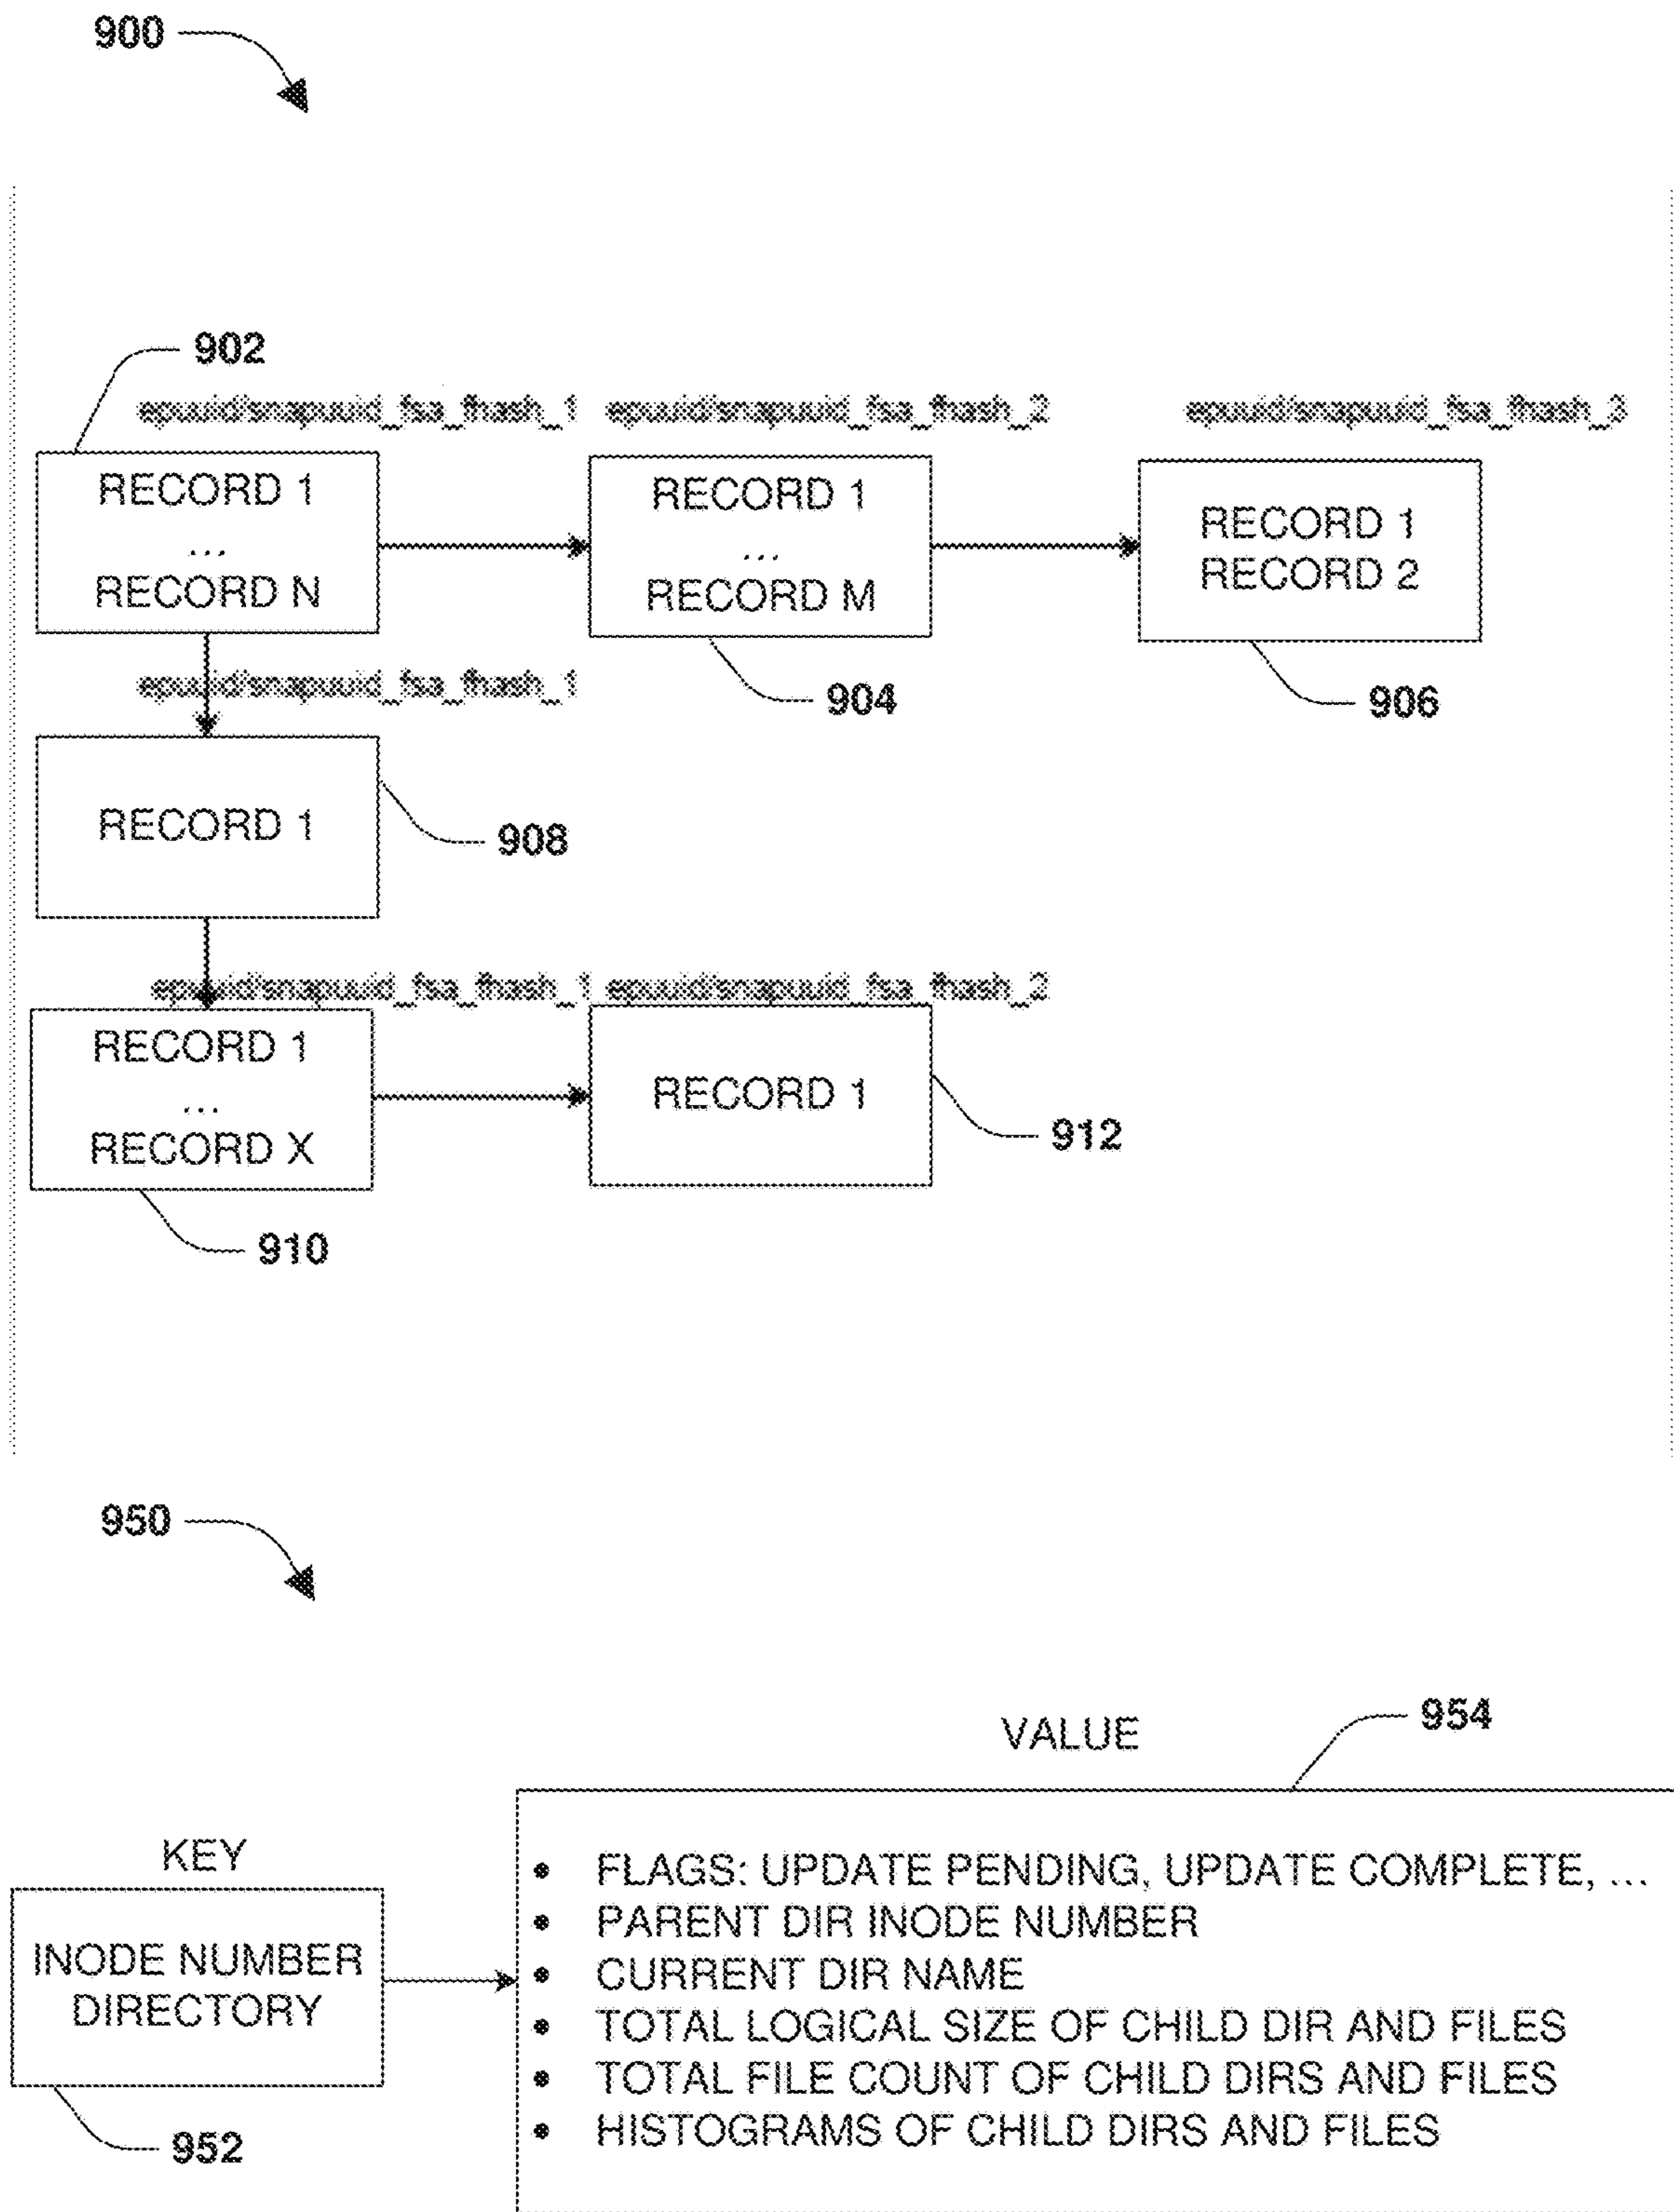 900
902
epuuid/snapuuid_fsa_fhash_1 epuuid/snapuuid_fsa_fhash_2 epuuid/snapuuid_fsa_fhash_3
RECORD 1
...
RECORD N
RECORD 1
...
RECORD M
RECORD 1
RECORD 2
904
906
epuuid/snapuuid_fsa_fhash_1
RECORD 1
908
epuuid/snapuuid_fsa_fhash_1 epuuid/snapuuid_fsa_fhash_2
RECORD 1
...
RECORD X
RECORD 1
912
910
950
VALUE
954
KEY
INODE NUMBER
DIRECTORY
952
• FLAGS: UPDATE PENDING, UPDATE COMPLETE, ...
• PARENT DIR INODE NUMBER
• CURRENT DIR NAME
• TOTAL LOGICAL SIZE OF CHILD DIR AND FILES
• TOTAL FILE COUNT OF CHILD DIRS AND FILES
• HISTOGRAMS OF CHILD DIRS AND FILES